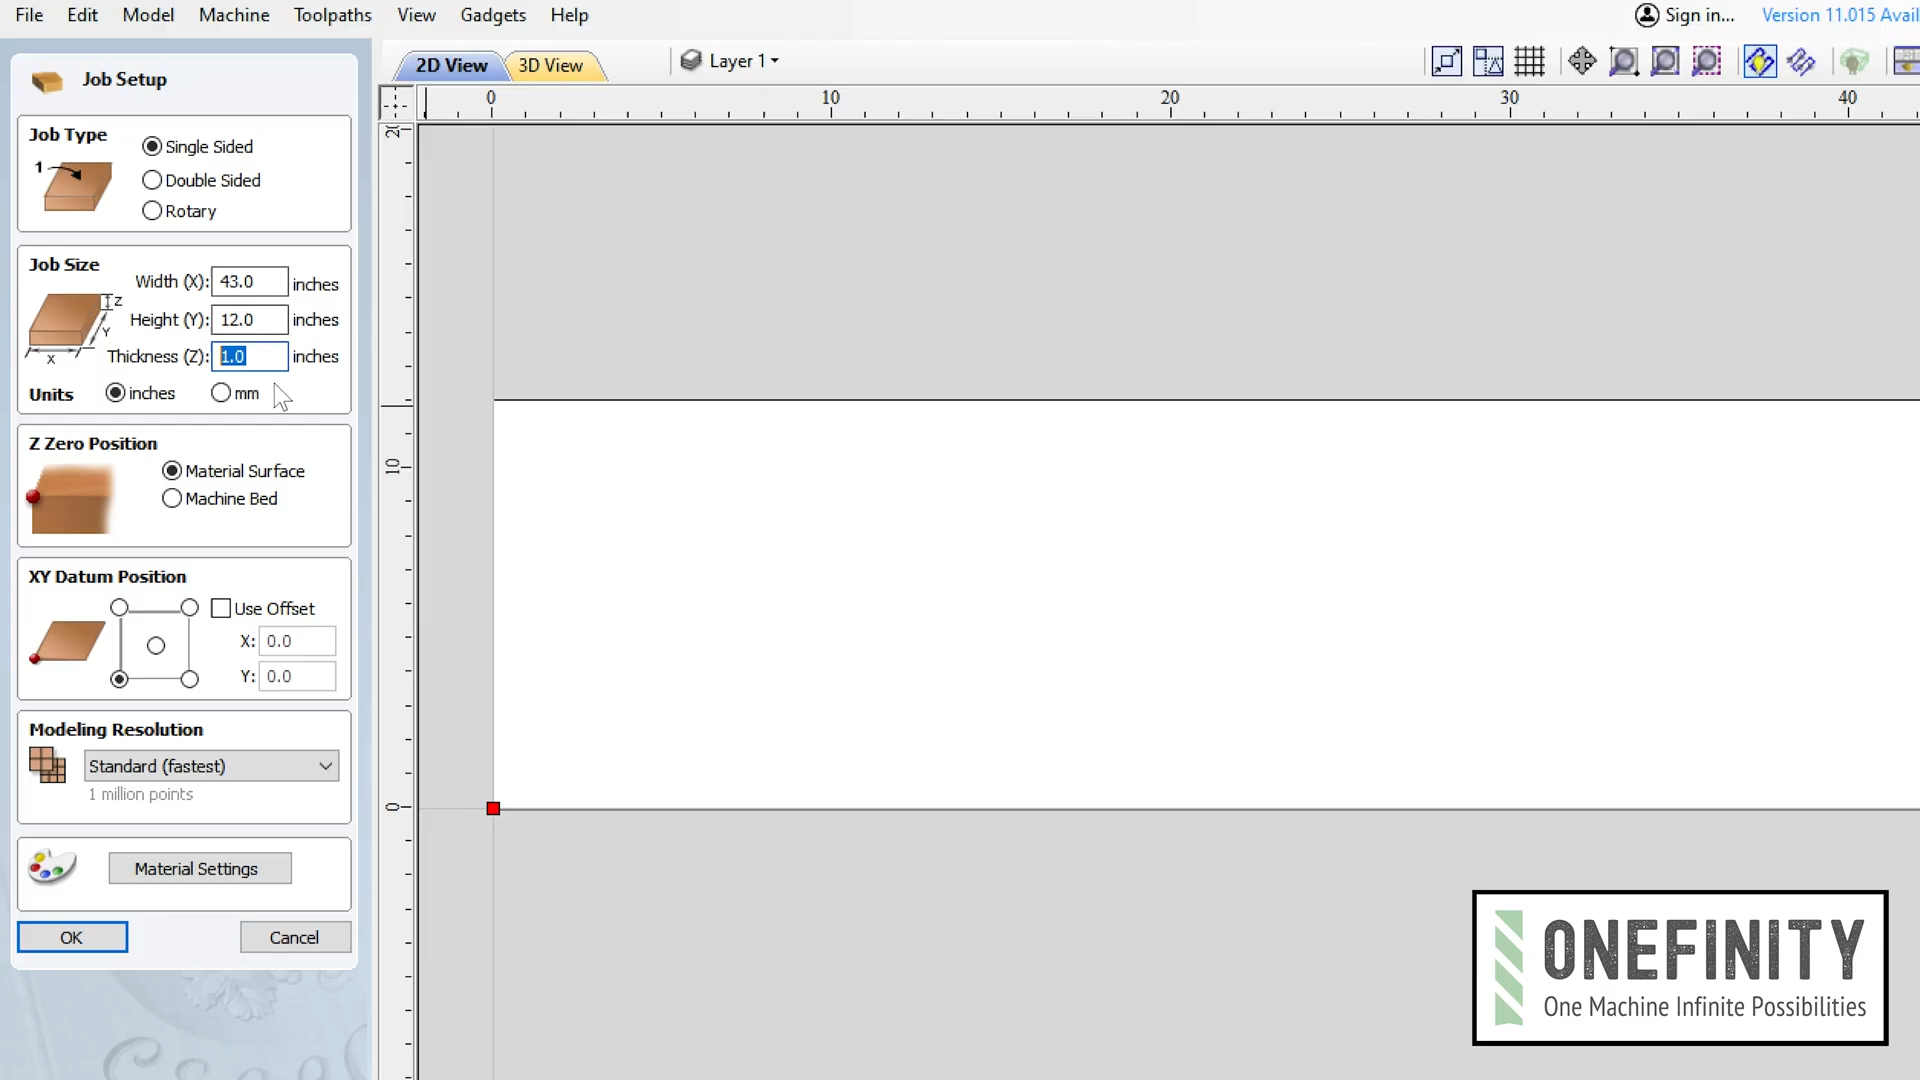 File Edit Model Machine Toolpaths View Gadgets Help
Sign in... Version 11.015 Avail
Job Setup
2D View 3D View Layer 1
0 10 20 30 40
Job Type
1
Single Sided
Double Sided
Rotary
Job Size
Width (X): 43.0 inches
Height (Y): 12.0 inches
Thickness (Z): 1.0 inches
Z
Y
X
Units inches mm
Z Zero Position
Material Surface
Machine Bed
XY Datum Position
Use Offset
X: 0.0
Y: 0.0
Modeling Resolution
Standard (fastest)
1 million points
Material Settings
OK Cancel
20
10
0
ONEFINITY
One Machine Infinite Possibilities